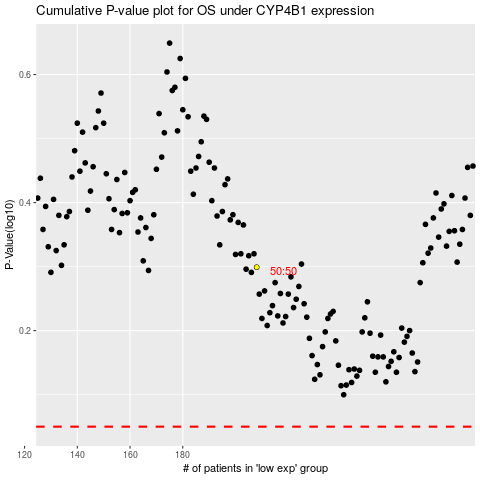 Cumulative P-value plot for OS under CYP4B1 expression
P-Value(log10)
0.6
0.4
0.2
50:50
120 140 160 180
# of patients in 'low exp' group